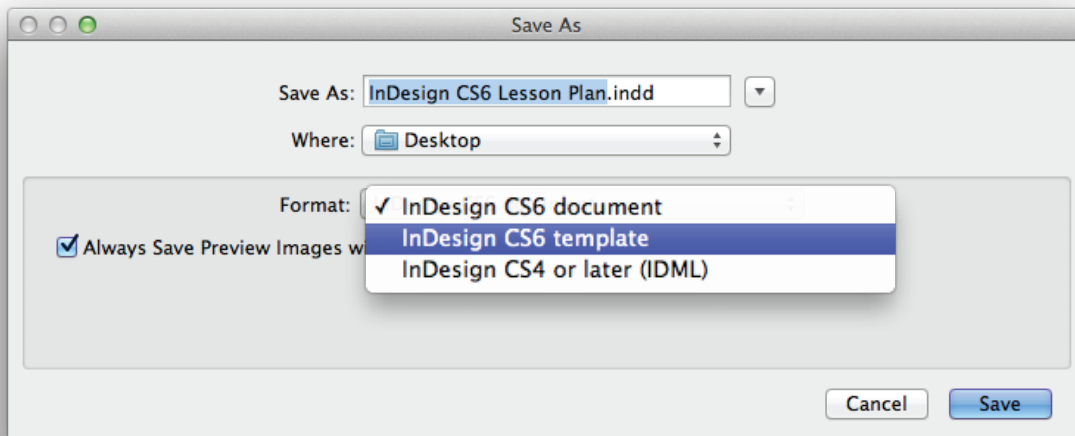 Save As
Save As: InDesign CS6 Lesson Plan.indd
Where: Desktop
Format: ✓ InDesign CS6 document
InDesign CS6 template
Always Save Preview Images wi
InDesign CS4 or later (IDML)
Cancel Save